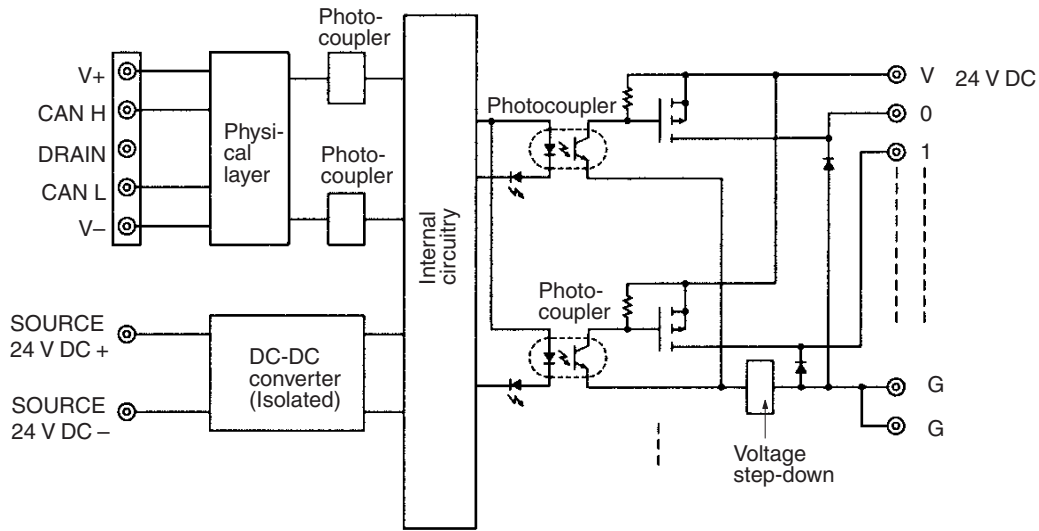 Photo-
coupler
V+
CAN H
DRAIN
CAN L
V–
Physi-
cal
layer
Photo-
coupler
SOURCE
24 V DC +
SOURCE
24 V DC –
DC-DC
converter
(Isolated)
Internal
circuitry
Photocoupler
Photo-
coupler
Voltage
step-down
V 24 V DC
0
1
G
G